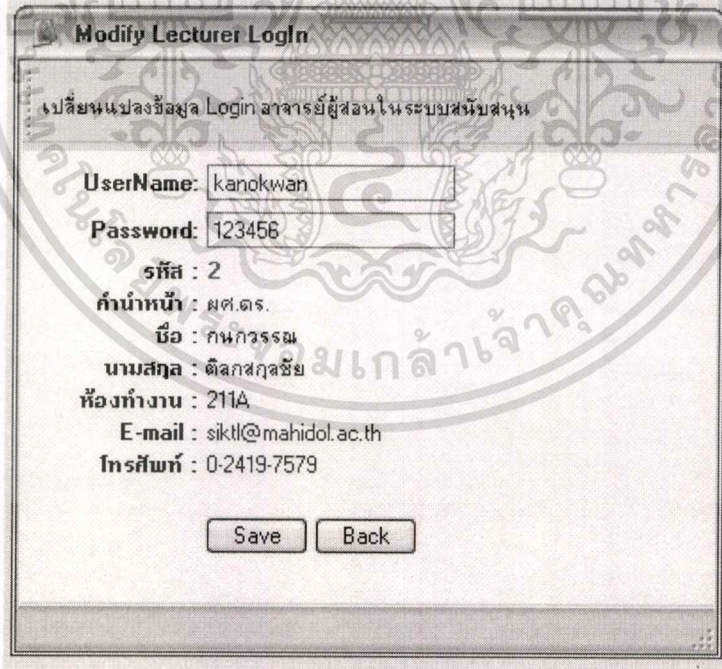 Modify Lecturer LogIn
เปลี่ยนแปลงข้อมูล Login อาจารย์ผู้สอนในระบบสนับสนุน
UserName: kanokwan
Password: 123456
รหัส : 2
คำนำหน้า : ผศ.ดร.
ชื่อ : กนกวรรณ
นามสกุล : ติลกสกุลชัย
ห้องทำงาน : 211A
E-mail : siktl@mahidol.ac.th
โทรศัพท์ : 0-2419-7579
Save Back